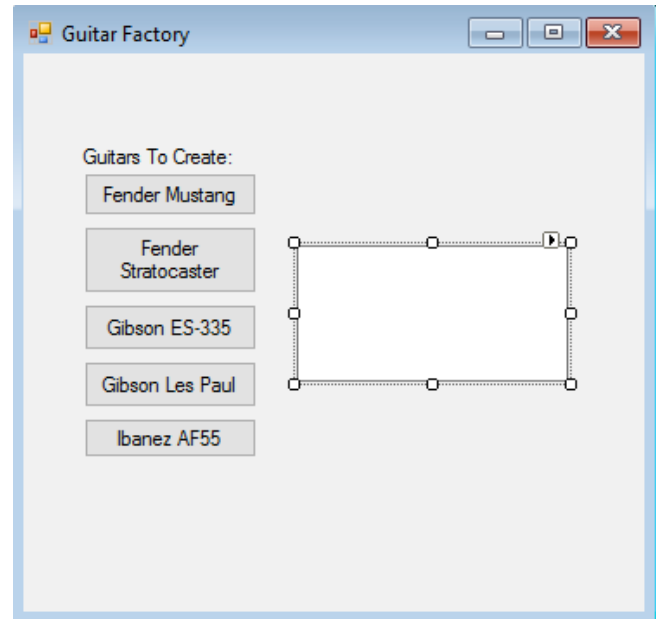 Guitar Factory
Guitars To Create:
Fender Mustang
Fender
Stratocaster
Gibson ES-335
Gibson Les Paul
Ibanez AF55